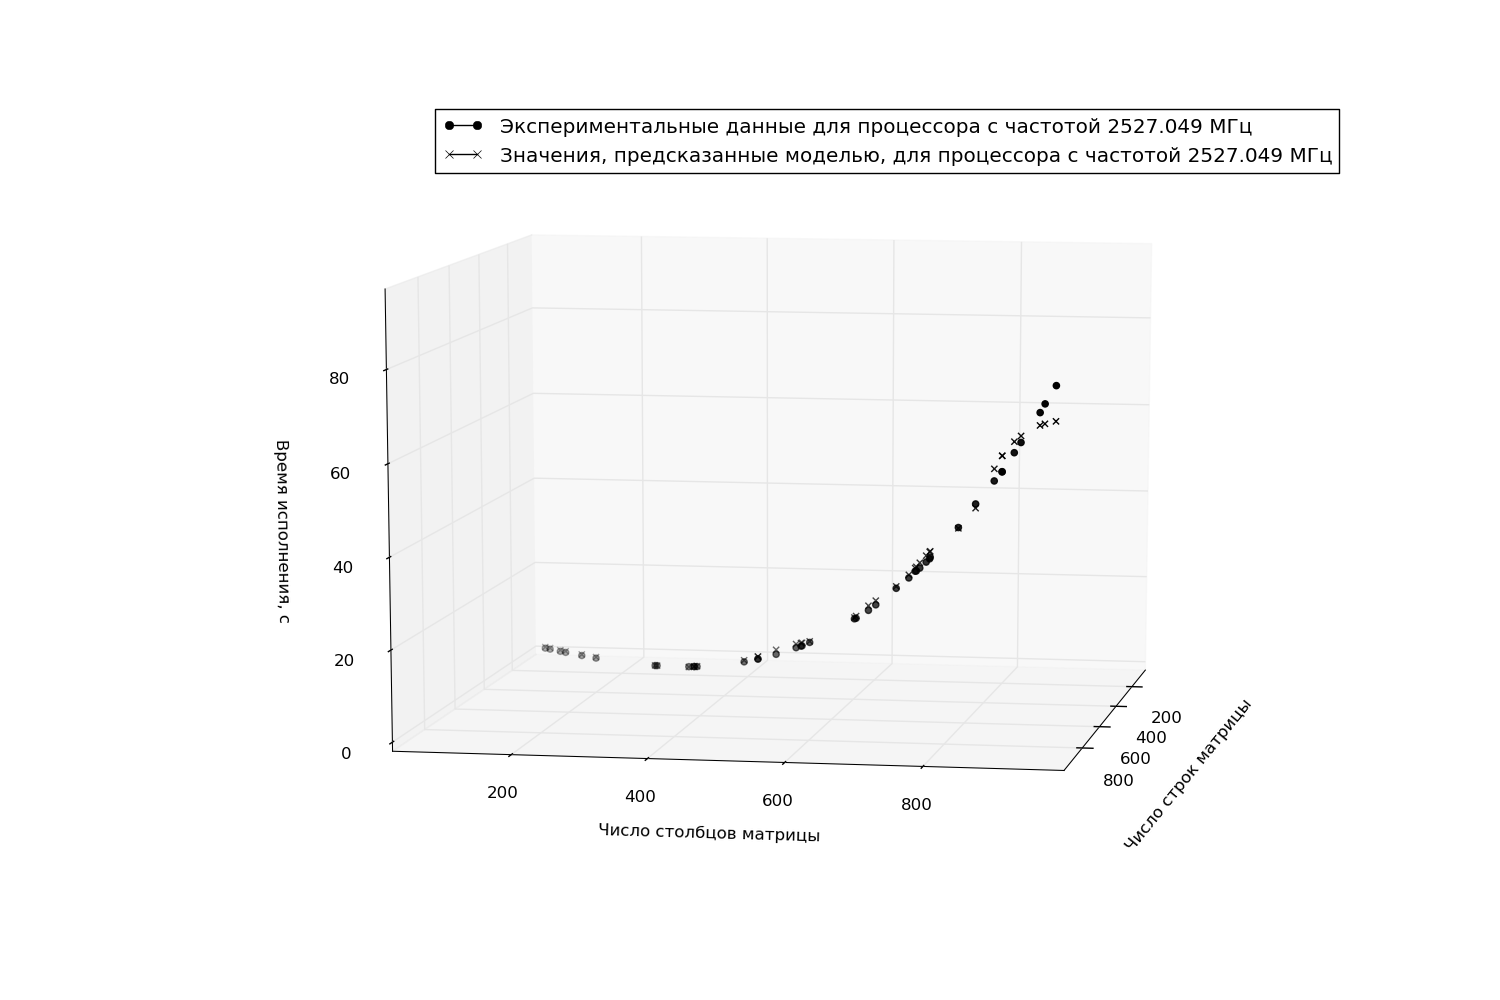 Экспериментальные данные для процессора с частотой 2527.049 МГц
Значения, предсказанные моделью, для процессора с частотой 2527.049 МГц
80
60
40
20
0
Время исполнения, с
200
400
600
800
Число столбцов матрицы
200
400
600
800
Число строк матрицы